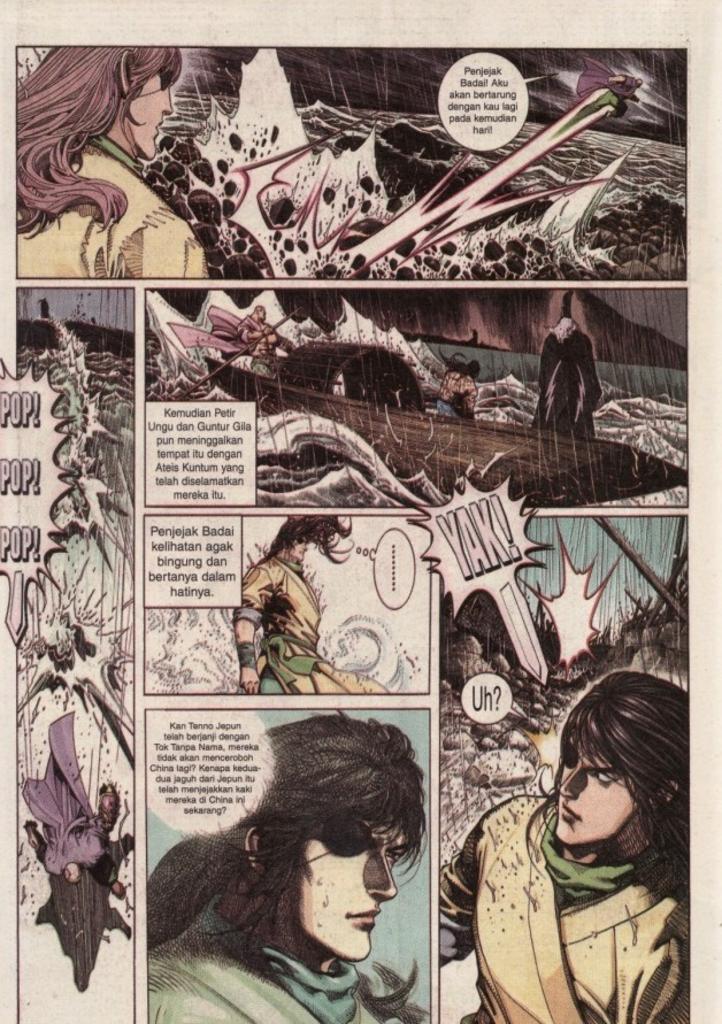 Penjejak
Badai! Aku
akan bertarung
dengan kau lagi
pada kemudian
hari!
POP!
POP!
POP!
Kemudian Petir
Ungu dan Guntur Gila
pun meninggalkan
tempat itu dengan
Ateis Kuntum yang
telah diselamatkan
mereka itu.
Penjejak Badai
kelihatan agak
bingung dan
bertanya dalam
hatinya.
Kan Tenno Jepun
telah berjanji dengan
Tok Tanpa Nama, mereka
tidak akan menceroboh
China lagi? Kenapa kedua-
dua jaguh dari Jepun itu
telah menjejakkan kaki
mereka di China ini
sekarang?
YAK!
Uh?